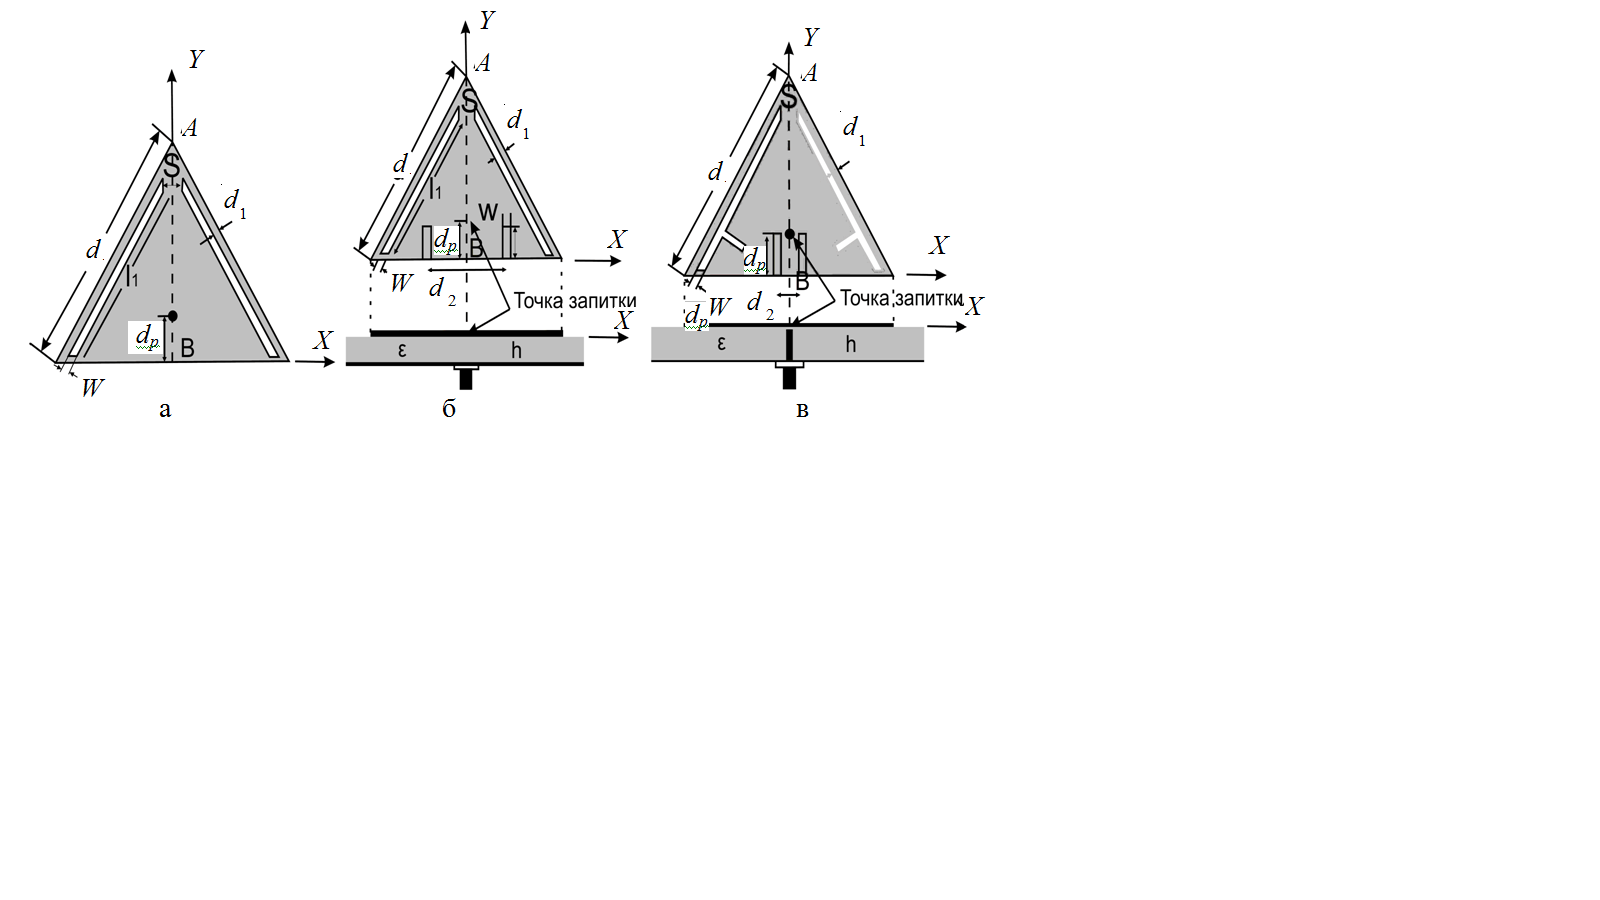 Y
A
S
d
d1
l1
dp
B
X
W
а
Y
A
S
d
d1
l1
W
dp
B
X
W
d2
Точка запитки
X
ε h
б
Y
A
S
d
d1
dp
B
X
dp W d2
Точка запитки
X
ε h
в